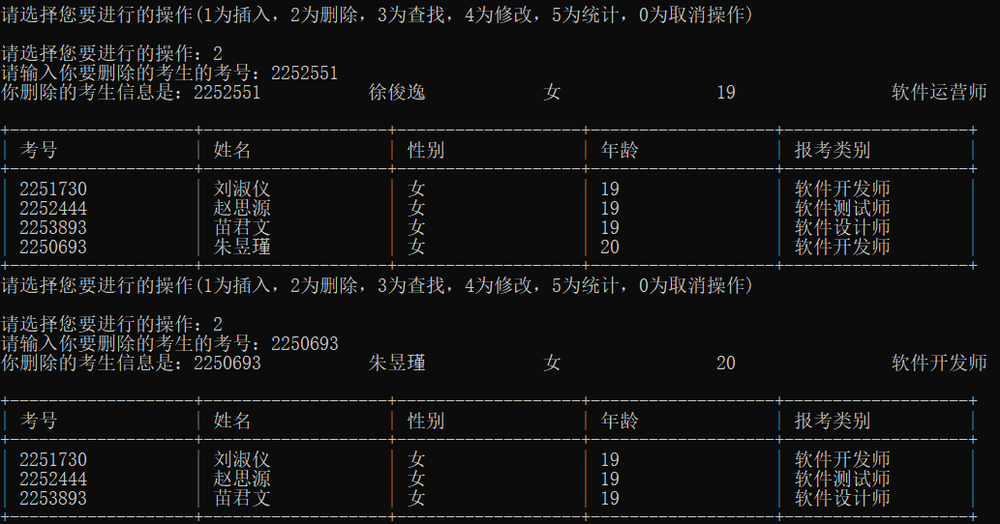 请选择您要进行的操作(1为插入，2为删除，3为查找，4为修改，5为统计，0为取消操作)
请选择您要进行的操作：2
请输入你要删除的考生的考号：2252551
你删除的考生信息是：2252551 徐俊逸 女 19 软件运营师
+-------------------+-------------------+-------------------+-------------------+-------------------+
| 考号 | 姓名 | 性别 | 年龄 | 报考类别 |
+-------------------+-------------------+-------------------+-------------------+-------------------+
| 2251730 | 刘淑仪 | 女 | 19 | 软件开发师 |
| 2252444 | 赵思源 | 女 | 19 | 软件测试师 |
| 2253893 | 苗君文 | 女 | 19 | 软件设计师 |
| 2250693 | 朱昱瑾 | 女 | 20 | 软件开发师 |
+-------------------+-------------------+-------------------+-------------------+-------------------+
请选择您要进行的操作(1为插入，2为删除，3为查找，4为修改，5为统计，0为取消操作)
请选择您要进行的操作：2
请输入你要删除的考生的考号：2250693
你删除的考生信息是：2250693 朱昱瑾 女 20 软件开发师
+-------------------+-------------------+-------------------+-------------------+-------------------+
| 考号 | 姓名 | 性别 | 年龄 | 报考类别 |
+-------------------+-------------------+-------------------+-------------------+-------------------+
| 2251730 | 刘淑仪 | 女 | 19 | 软件开发师 |
| 2252444 | 赵思源 | 女 | 19 | 软件测试师 |
| 2253893 | 苗君文 | 女 | 19 | 软件设计师 |
+-------------------+-------------------+-------------------+-------------------+-------------------+